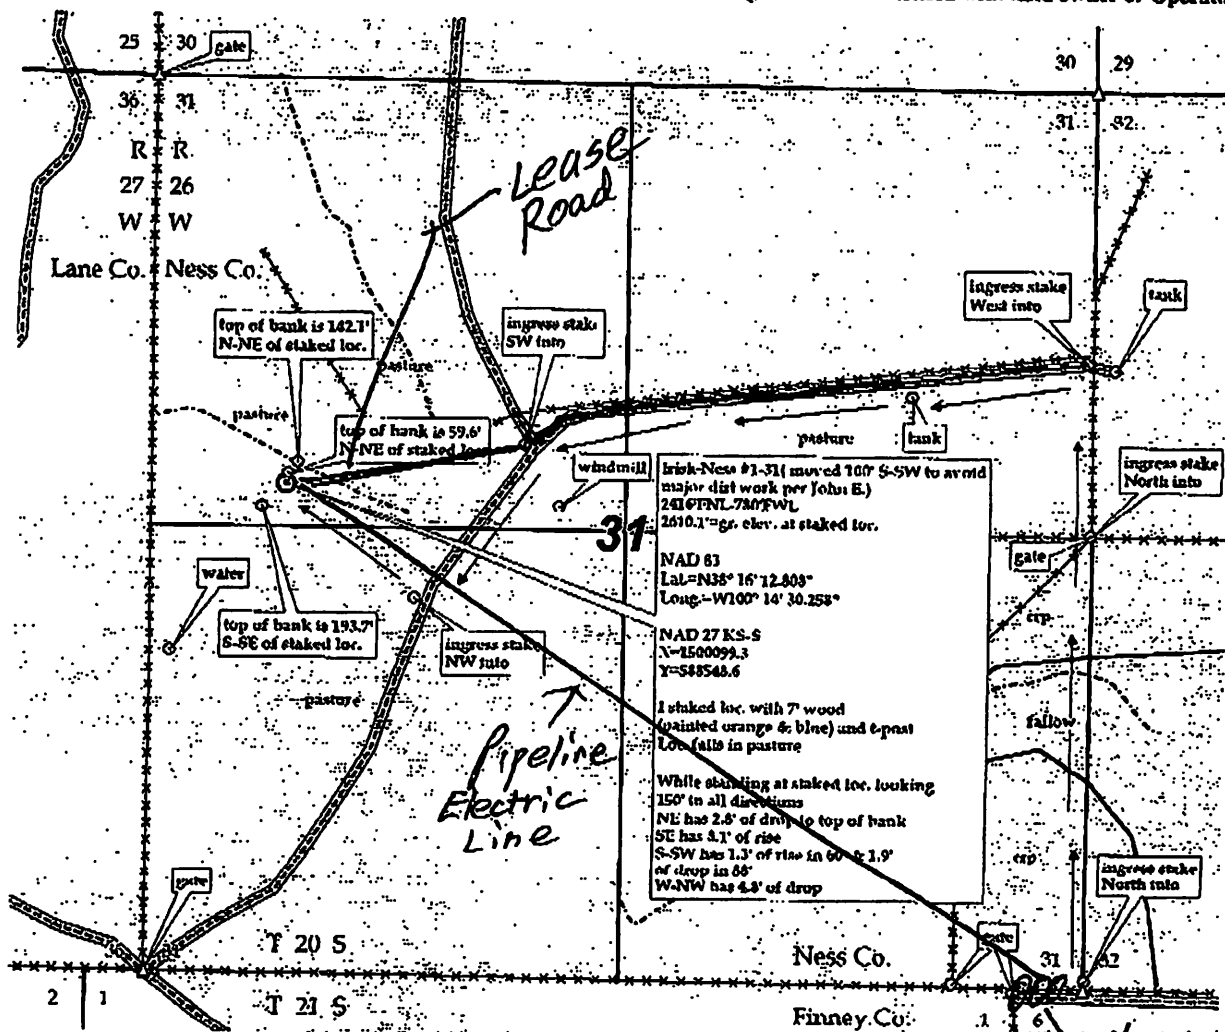 25 30
gate
30 29
36 31
31 32
R R
27 26
W W
Lease
Road
Lane Co. Ness Co.
ingress stake
West into
tank
top of bank is 142.1'
N-NE of staked loc.
ingress stake
SW into
pasture
pasture
top of bank is 59.6'
N-NE of staked loc.
pasture
tank
windmill
ingress stake
North into
31
gate
Irish-Ness #1-31( moved 100' S-SW to avoid
major dirt work per John E.)
2416'FNL-780'FWL
2610.1'=gr. elev. at staked loc.
NAD 83
Lat.=N38° 16' 12.808"
Long.=W100° 14' 30.258"
NAD 27 KS-S
X=1500099.3
Y=588548.6
1 staked loc. with 7' wood
(painted orange & blue) and t-post
Loc. falls in pasture
While standing at staked loc. looking
150' in all directions
NE has 2.8' of drop to top of bank
SE has 3.1' of rise
S-SW has 1.3' of rise in 60' & 1.9'
of drop in 88'
W-NW has 4.8' of drop
water
top of bank is 193.7'
S-SE of staked loc.
ingress stake
NW into
crp
pasture
fallow
Pipeline
Electric
Line
crp
ingress stake
North into
gate
T 20 S
Ness Co.
gate
31 32
2 1
T 21 S
Finney Co.
1 6